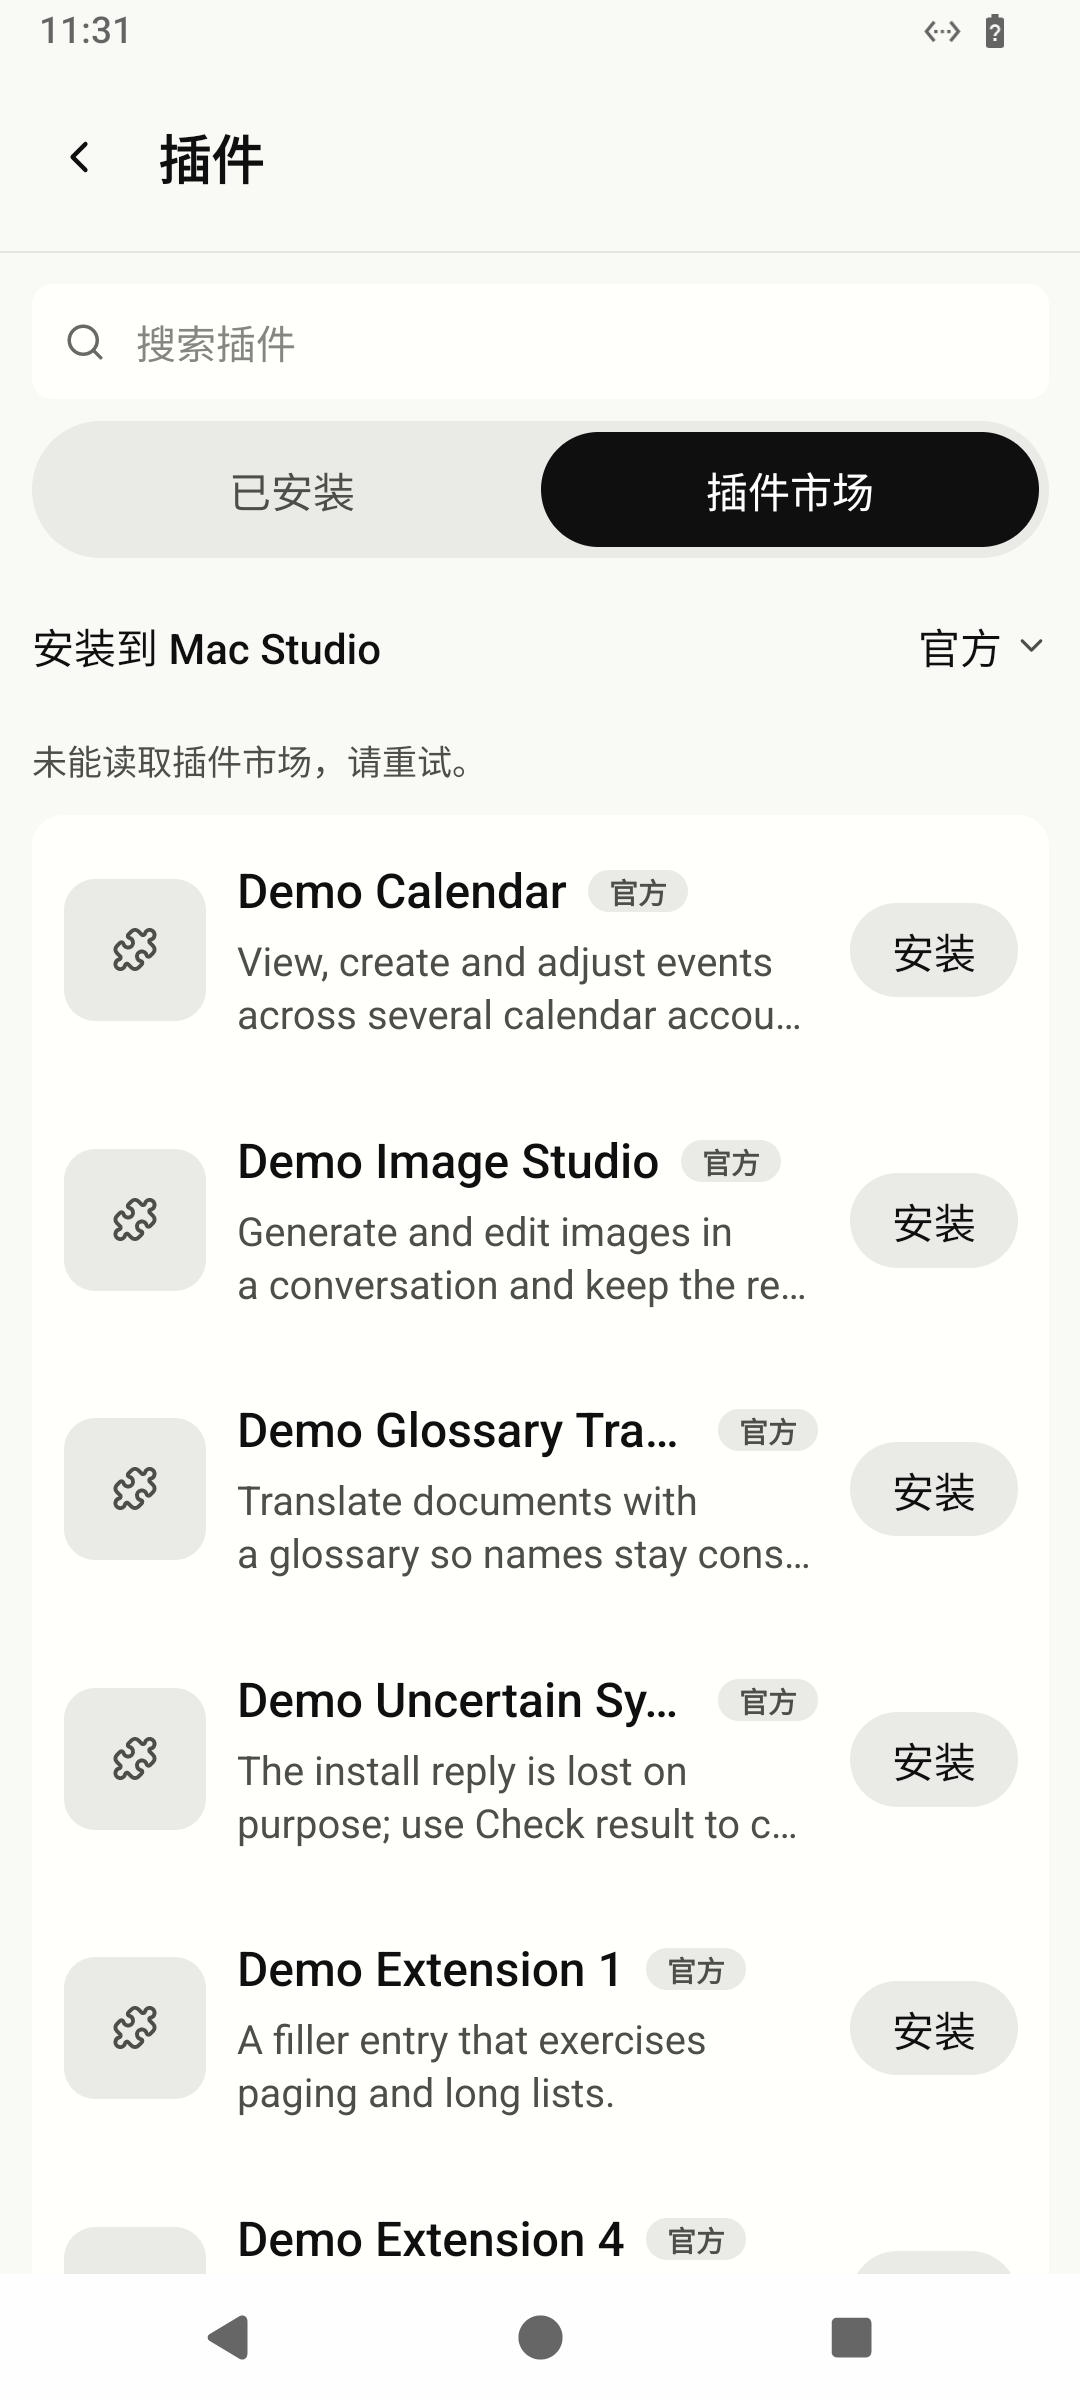 11:31
插件
搜索插件
已安装
插件市场
安装到 Mac Studio
官方
未能读取插件市场，请重试。
Demo Calendar 官方
View, create and adjust events
across several calendar accou...
安装
Demo Image Studio 官方
Generate and edit images in
a conversation and keep the re...
安装
Demo Glossary Tra... 官方
Translate documents with
a glossary so names stay cons...
安装
Demo Uncertain Sy... 官方
The install reply is lost on
purpose; use Check result to c...
安装
Demo Extension 1 官方
A filler entry that exercises
paging and long lists.
安装
Demo Extension 4 官方